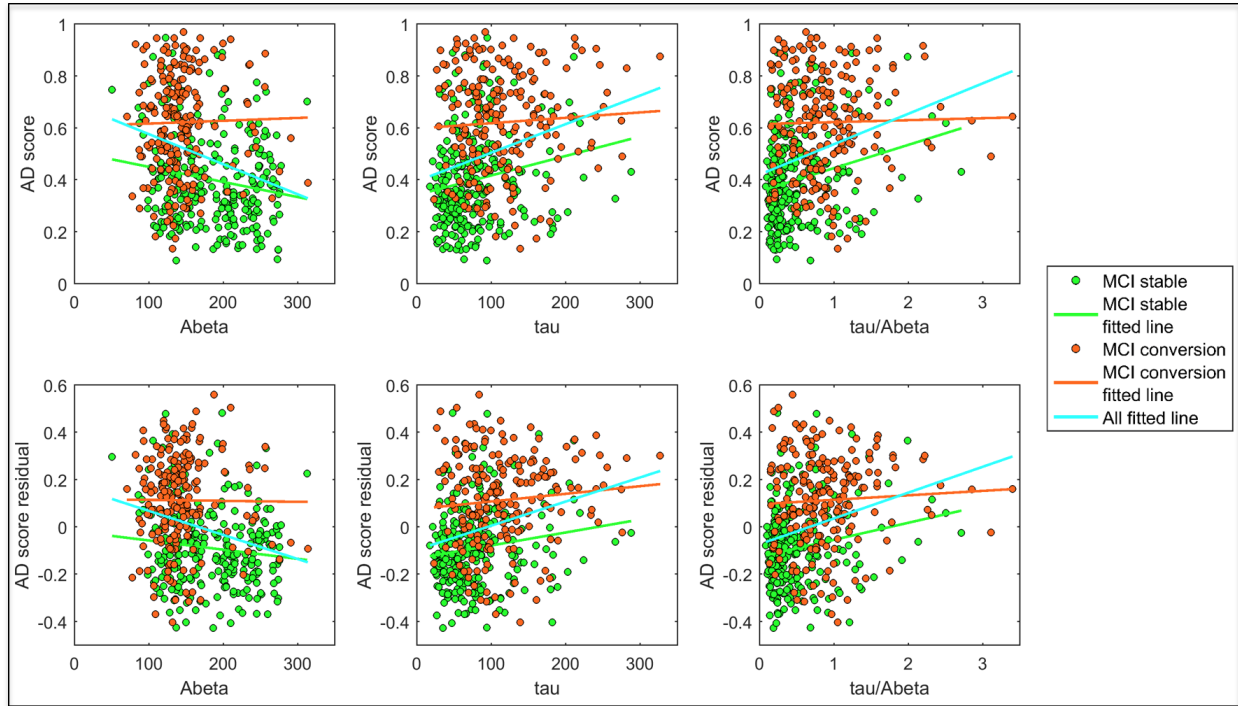 1
0.8
0.6
0.4
0.2
0
AD score
0 100 200 300
Abeta
1
0.8
0.6
0.4
0.2
0
AD score
0 100 200 300
tau
1
0.8
0.6
0.4
0.2
0
AD score
0 1 2 3
tau/Abeta
MCI stable
MCI stable
fitted line
MCI conversion
MCI conversion
fitted line
All fitted line
0.6
0.4
0.2
0
-0.2
-0.4
AD score residual
0 100 200 300
Abeta
0.6
0.4
0.2
0
-0.2
-0.4
AD score residual
0 100 200 300
tau
0.6
0.4
0.2
0
-0.2
-0.4
AD score residual
0 1 2 3
tau/Abeta